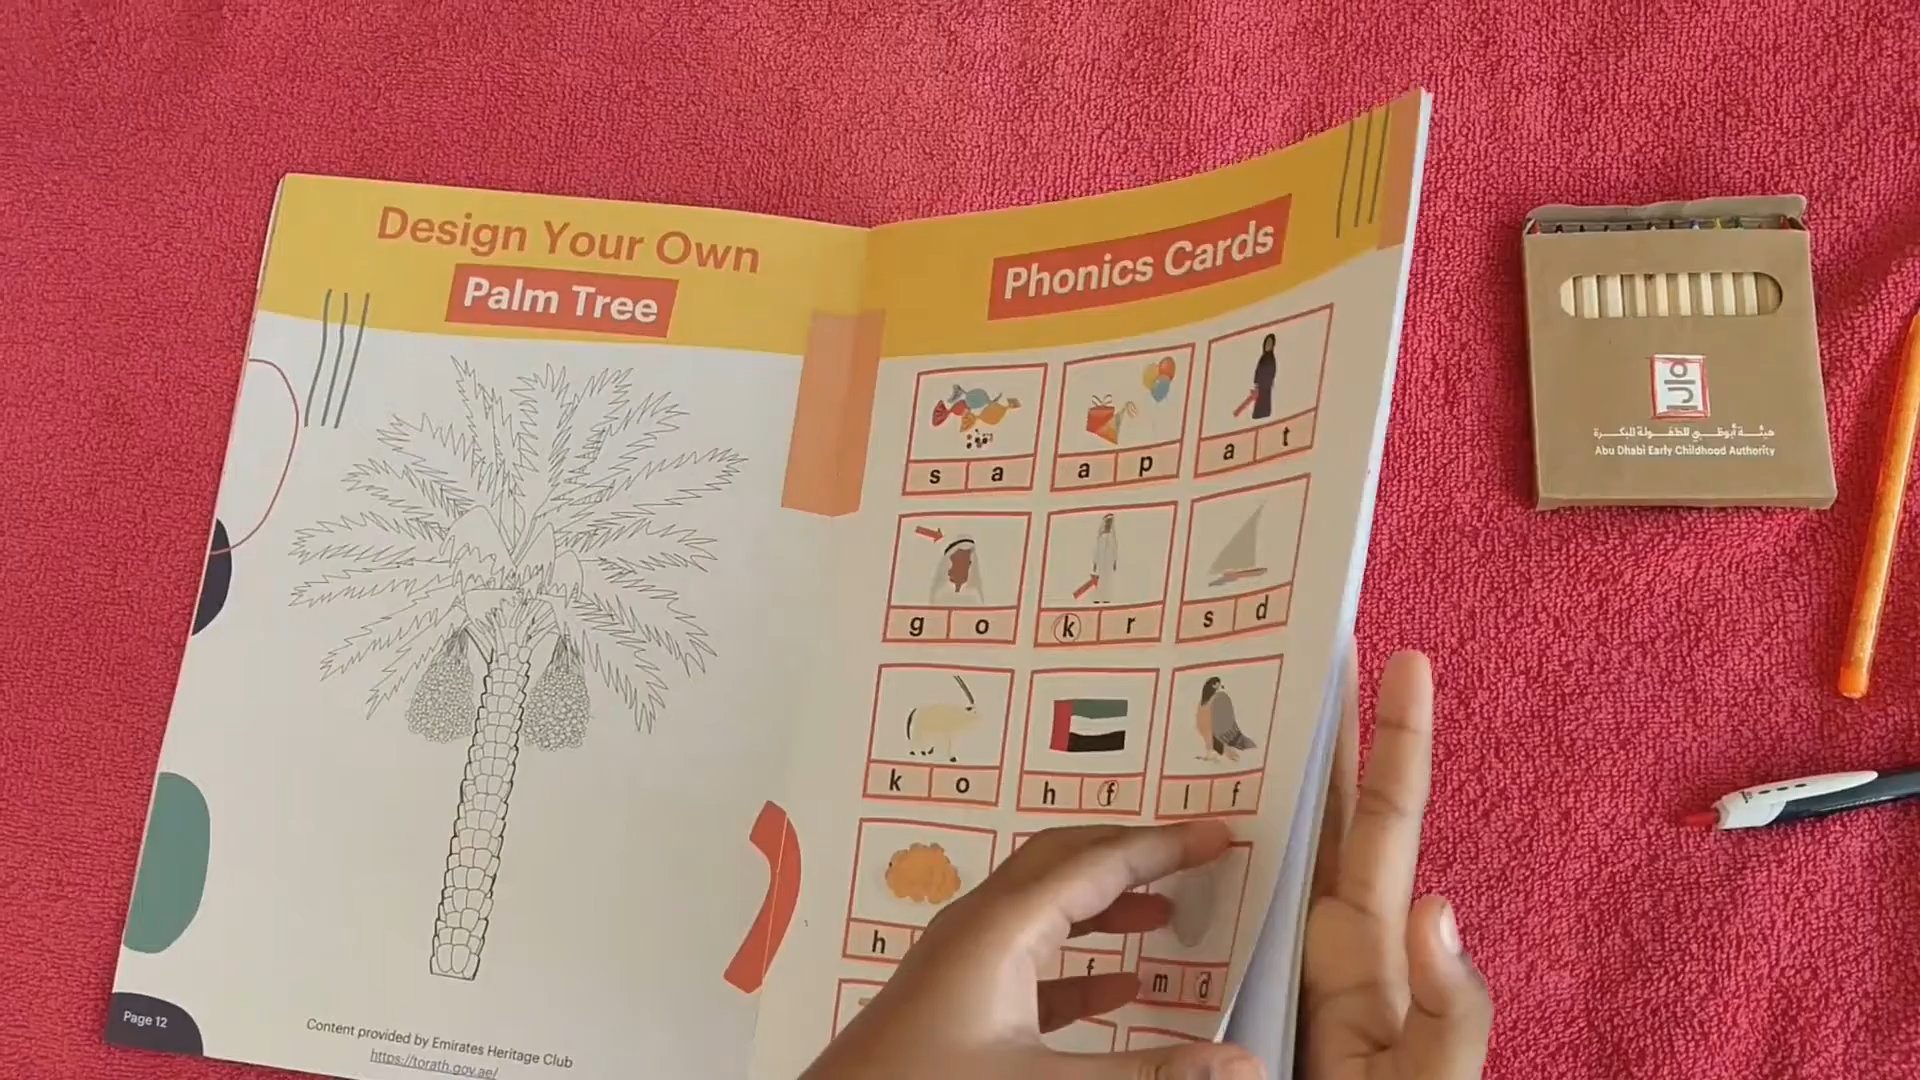 Design Your Own
Palm Tree
Page 12
Content provided by Emirates Heritage Club
https://torath.gov.ae/
Phonics Cards
s a
a p
a t
g o
k r
s d
k o
h f
l f
h
f
m d
هيئة أبوظبي للطفولة المبكرة
Abu Dhabi Early Childhood Authority